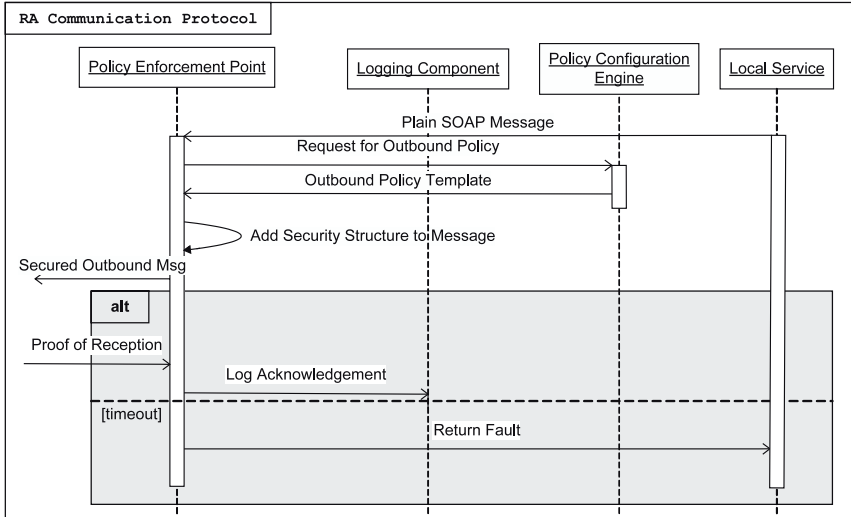 RA Communication Protocol
Policy Enforcement Point
Logging Component
Policy Configuration
Engine
Local Service
Plain SOAP Message
Request for Outbound Policy
Outbound Policy Template
Add Security Structure to Message
Secured Outbound Msg
alt
Proof of Reception
Log Acknowledgement
[timeout]
Return Fault